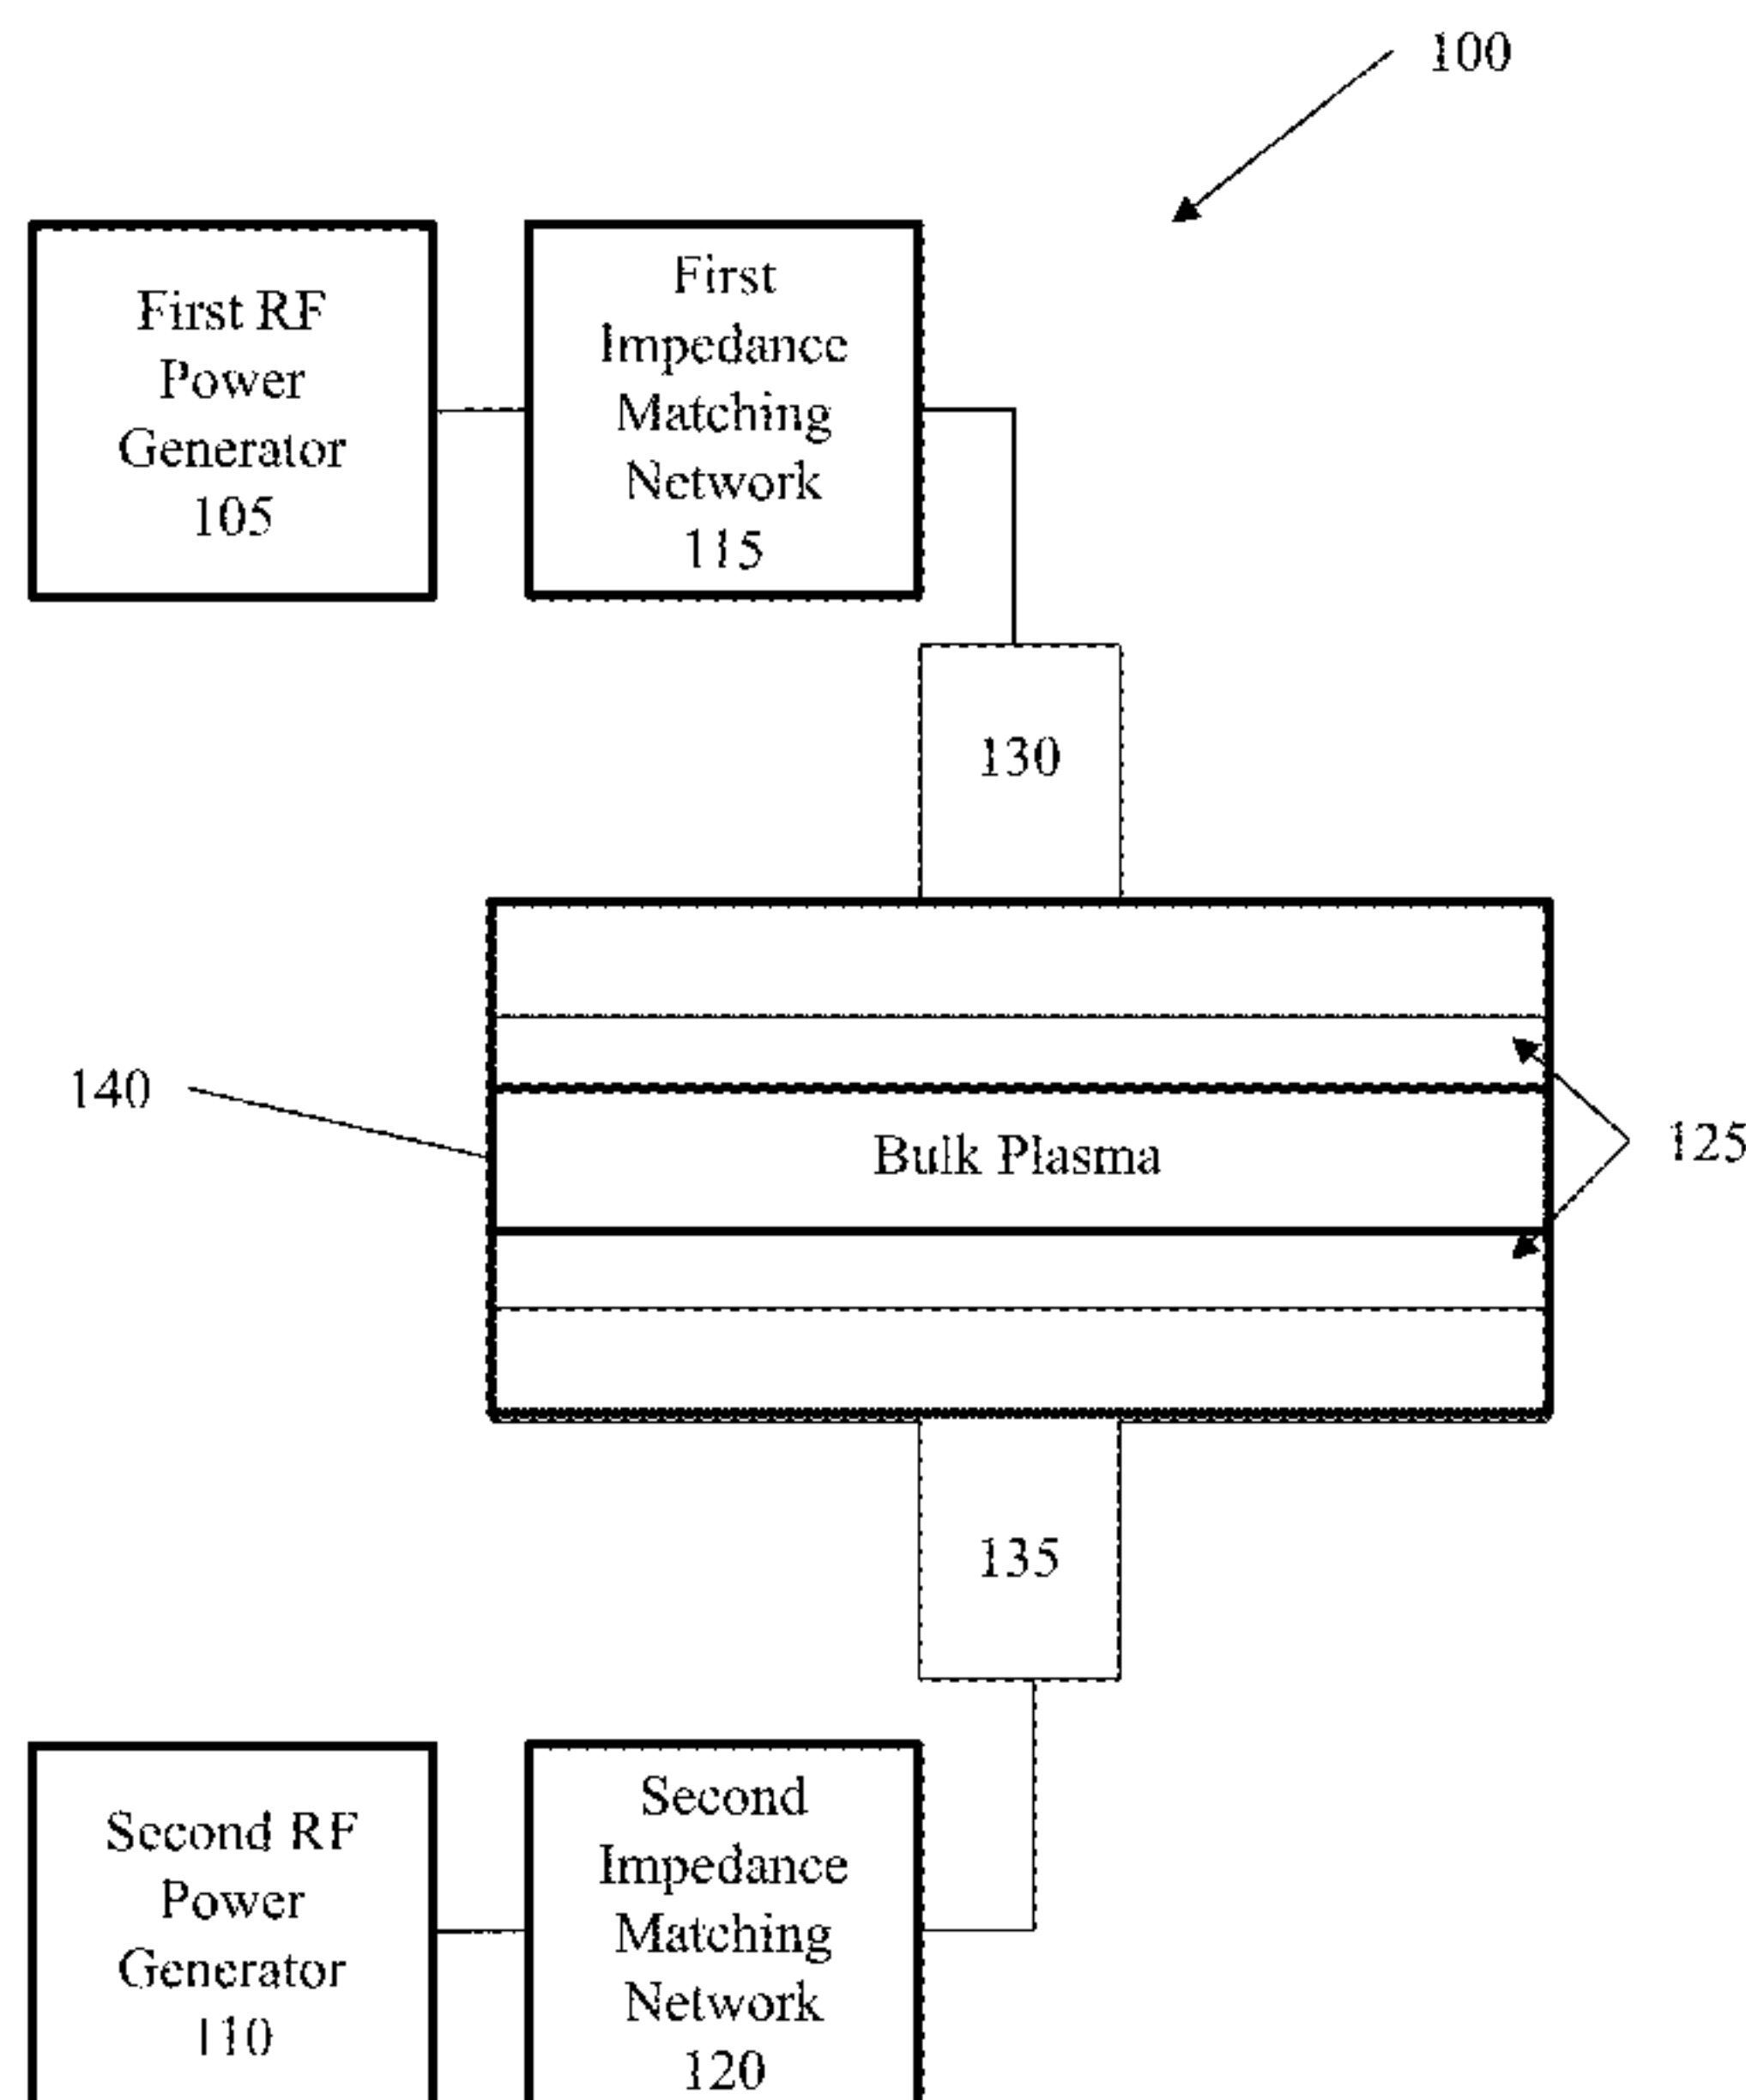 100
First RF
Power
Generator
105
First
Impedance
Matching
Network
115
130
140
Bulk Plasma
125
135
Second RF
Power
Generator
110
Second
Impedance
Matching
Network
120